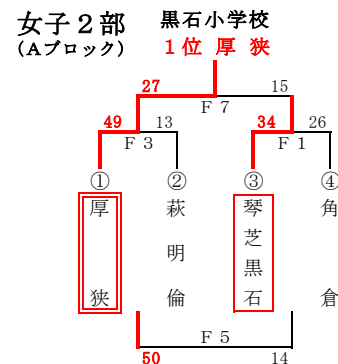 女子２部 黒石小学校
(Aブロック) １位 厚 狭
27 15
Ｆ７
49 13 34 26
Ｆ３ Ｆ１
① ② ③ ④
厚狭 萩明倫 琴芝黒石 角倉
Ｆ５
50 14